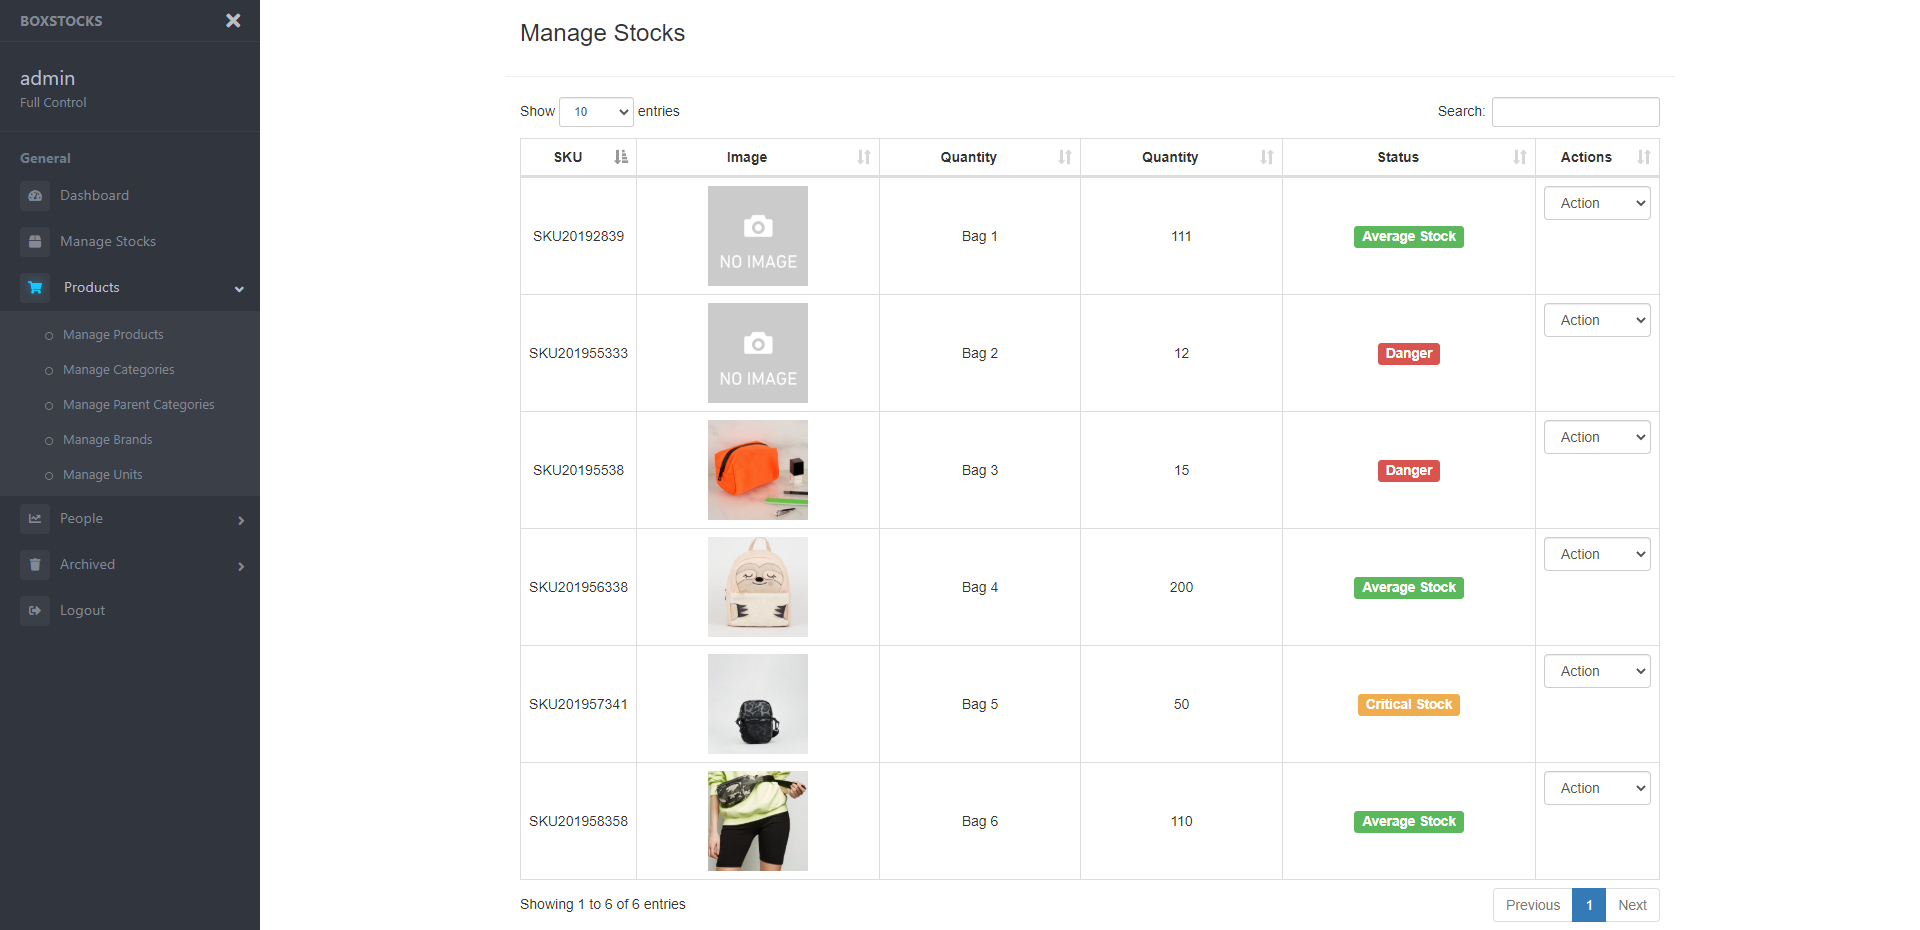 BOXSTOCKS
admin
Full Control
General
Dashboard
Manage Stocks
Products
Manage Products
Manage Categories
Manage Parent Categories
Manage Brands
Manage Units
People
Archived
Logout
Manage Stocks
Show 10 entries Search:
SKU Image Quantity Quantity Status Actions
SKU20192839 NO IMAGE Bag 1 111 Average Stock Action
SKU201955333 NO IMAGE Bag 2 12 Danger Action
SKU20195538 Bag 3 15 Danger Action
SKU201956338 Bag 4 200 Average Stock Action
SKU201957341 Bag 5 50 Critical Stock Action
SKU201958358 Bag 6 110 Average Stock Action
Showing 1 to 6 of 6 entries Previous 1 Next